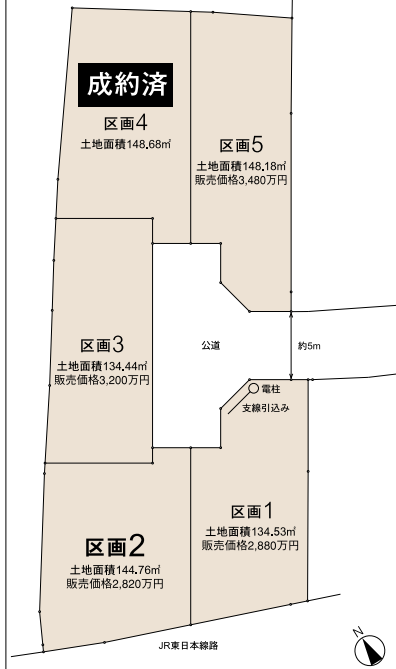 成約済
区画4
土地面積148.68㎡
区画5
土地面積148.18㎡
販売価格3,480万円
区画3
土地面積134.44㎡
販売価格3,200万円
公道
約5m
電柱
支線引込み
区画1
土地面積134.53㎡
販売価格2,880万円
区画2
土地面積144.76㎡
販売価格2,820万円
JR東日本線路
N